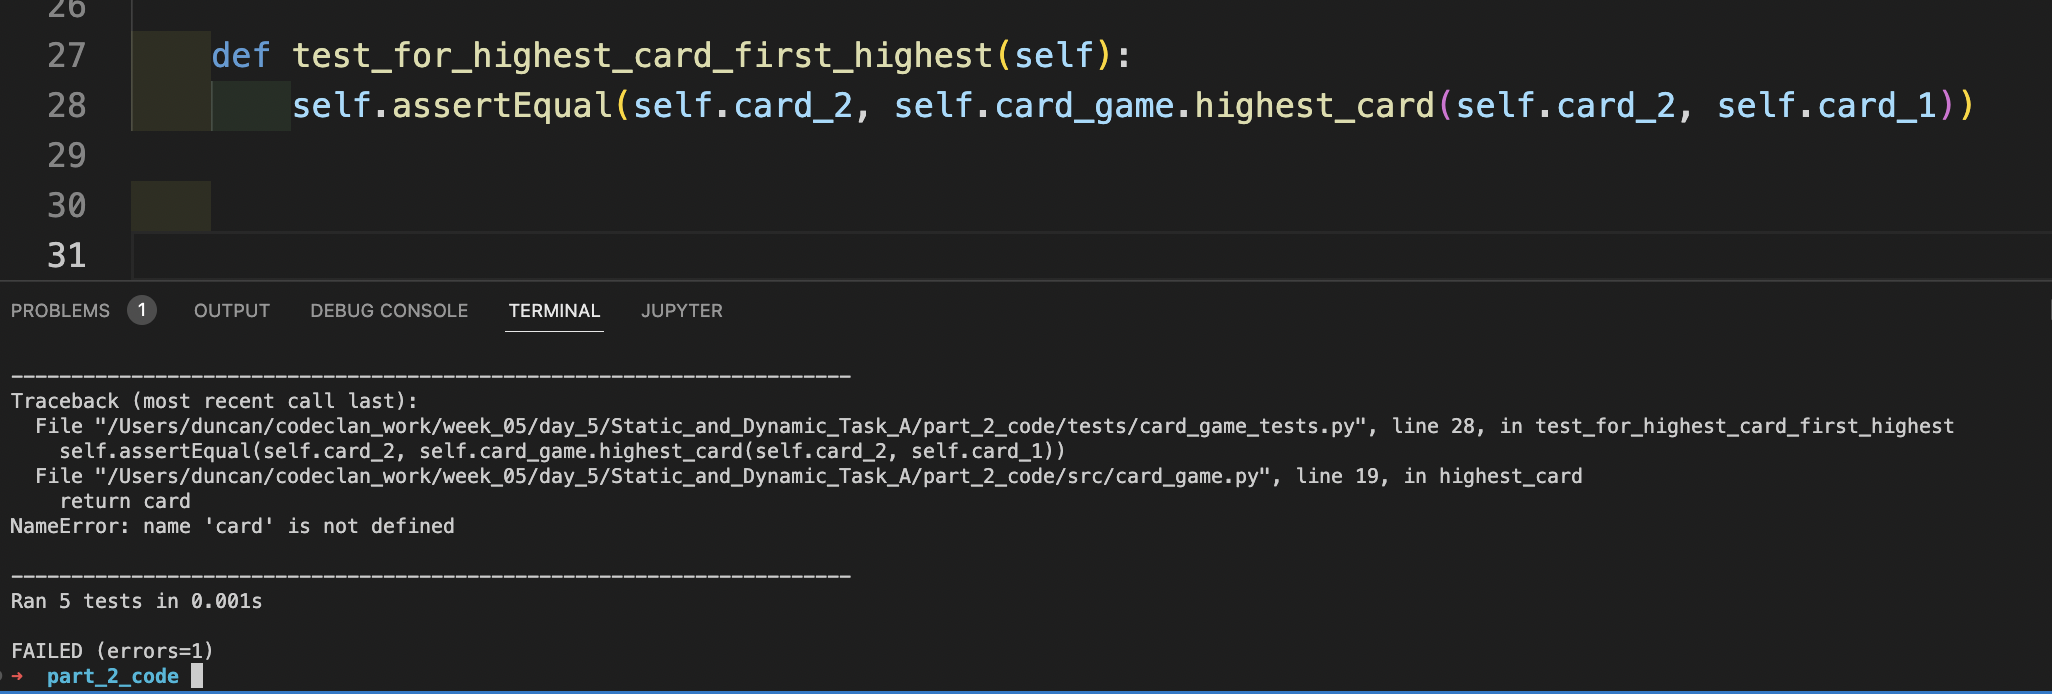 26
27 def test_for_highest_card_first_highest(self):
28 self.assertEqual(self.card_2, self.card_game.highest_card(self.card_2, self.card_1))
29
30
31
PROBLEMS 1 OUTPUT DEBUG CONSOLE TERMINAL JUPYTER
----------------------------------------------------------------------
Traceback (most recent call last):
  File "/Users/duncan/codeclan_work/week_05/day_5/Static_and_Dynamic_Task_A/part_2_code/tests/card_game_tests.py", line 28, in test_for_highest_card_first_highest
    self.assertEqual(self.card_2, self.card_game.highest_card(self.card_2, self.card_1))
  File "/Users/duncan/codeclan_work/week_05/day_5/Static_and_Dynamic_Task_A/part_2_code/src/card_game.py", line 19, in highest_card
    return card
NameError: name 'card' is not defined
----------------------------------------------------------------------
Ran 5 tests in 0.001s
FAILED (errors=1)
➜ part_2_code